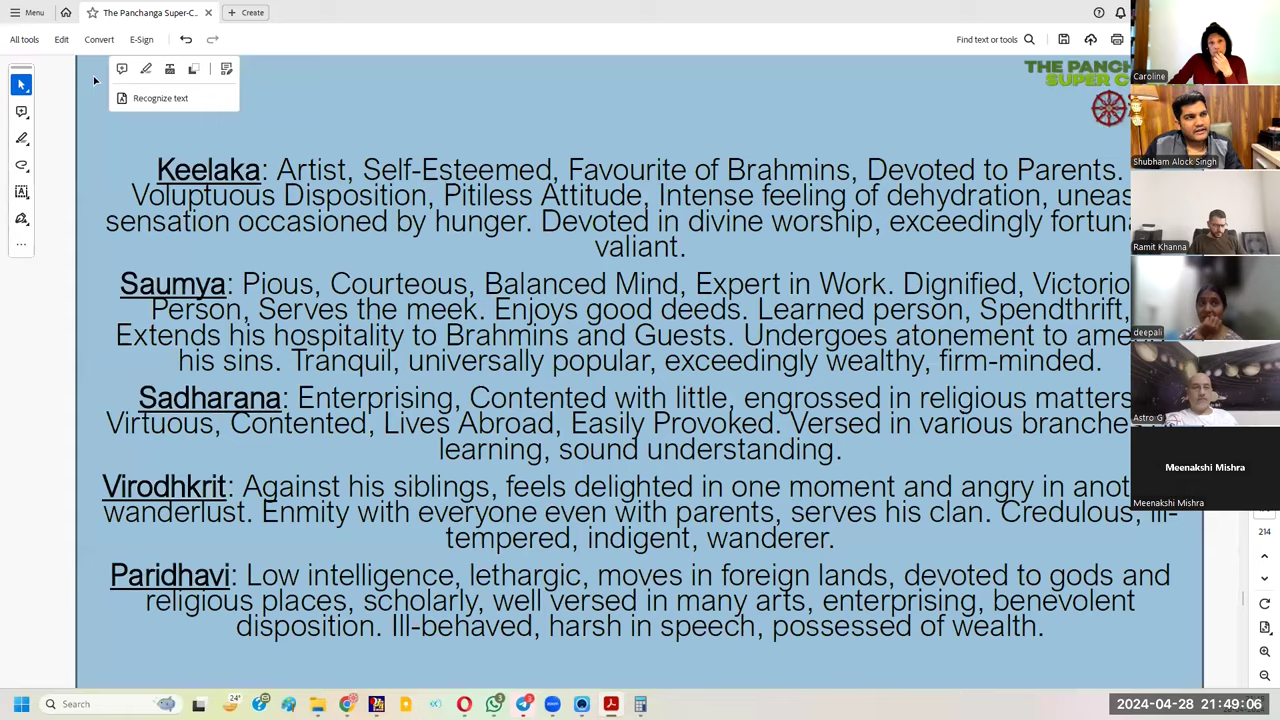 Menu
The Panchanga Super-C...
Create
All tools
Edit
Convert
E-Sign
Find text or tools
Recognize text
THE PANCH
SUPER C
Keelaka: Artist, Self-Esteemed, Favourite of Brahmins, Devoted to Parents.
Voluptuous Disposition, Pitiless Attitude, Intense feeling of dehydration, uneas
sensation occasioned by hunger. Devoted in divine worship, exceedingly fortuna
valiant.
Saumya: Pious, Courteous, Balanced Mind, Expert in Work. Dignified, Victorio
Person, Serves the meek. Enjoys good deeds. Learned person, Spendthrift,
Extends his hospitality to Brahmins and Guests. Undergoes atonement to ame
his sins. Tranquil, universally popular, exceedingly wealthy, firm-minded.
Sadharana: Enterprising, Contented with little, engrossed in religious matters
Virtuous, Contented, Lives Abroad, Easily Provoked. Versed in various branche
learning, sound understanding.
Virodhkrit: Against his siblings, feels delighted in one moment and angry in anot
wanderlust. Enmity with everyone even with parents, serves his clan. Credulous, ill-
tempered, indigent, wanderer.
Paridhavi: Low intelligence, lethargic, moves in foreign lands, devoted to gods and
religious places, scholarly, well versed in many arts, enterprising, benevolent
disposition. Ill-behaved, harsh in speech, possessed of wealth.
Caroline
Shubham Alock Singh
Ramit Khanna
deepali
Astro G
Meenakshi Mishra
Meenakshi Mishra
214
Search
24°
2024-04-28 21:49:06